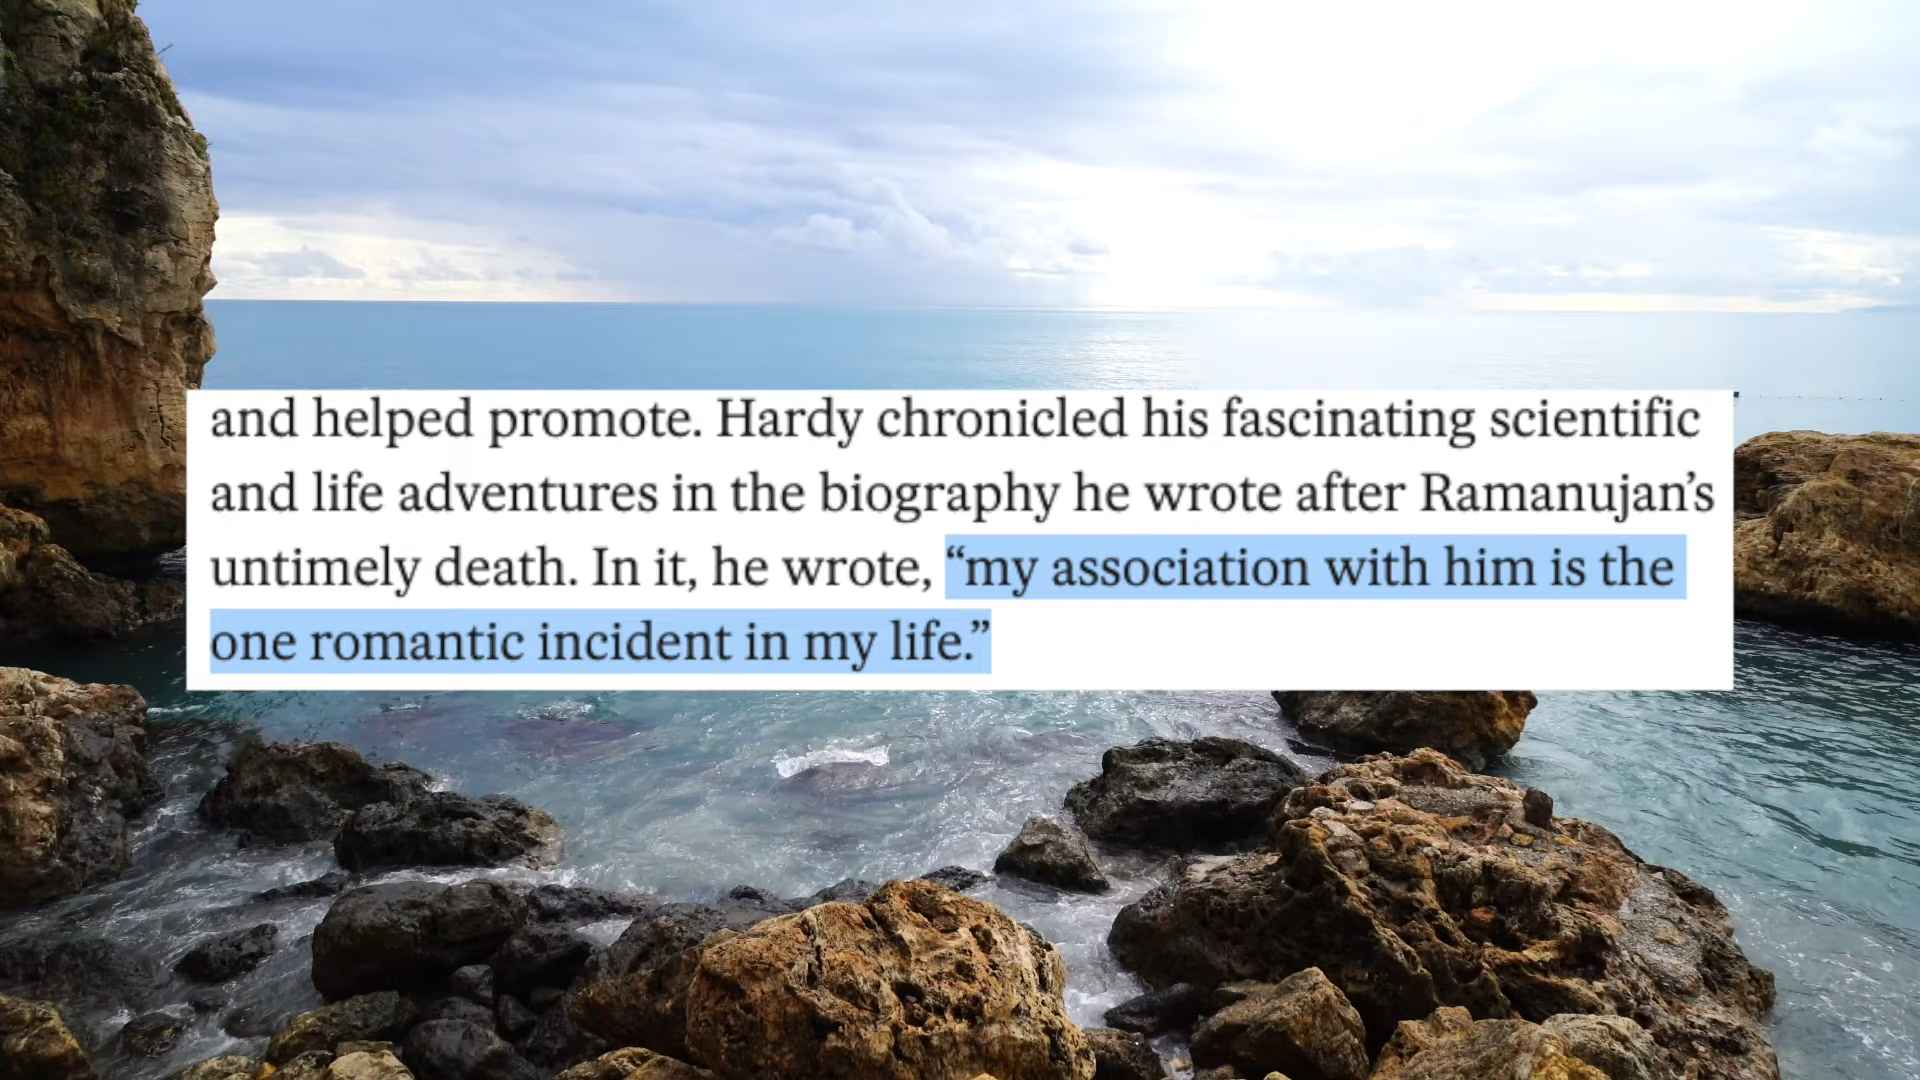 and helped promote. Hardy chronicled his fascinating scientific
and life adventures in the biography he wrote after Ramanujan’s
untimely death. In it, he wrote, “my association with him is the
one romantic incident in my life.”